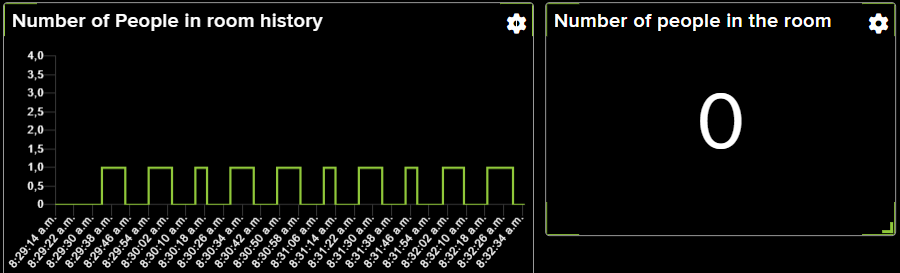 Number of People in room history
4,0
3,5
3,0
2,5
2,0
1,5
1,0
0,5
0
8:29:14 a.m.
8:29:22 a.m.
8:29:30 a.m.
8:29:38 a.m.
8:29:46 a.m.
8:29:54 a.m.
8:30:02 a.m.
8:30:10 a.m.
8:30:18 a.m.
8:30:26 a.m.
8:30:34 a.m.
8:30:42 a.m.
8:30:50 a.m.
8:30:58 a.m.
8:31:06 a.m.
8:31:14 a.m.
8:31:22 a.m.
8:31:30 a.m.
8:31:38 a.m.
8:31:46 a.m.
8:31:54 a.m.
8:32:02 a.m.
8:32:10 a.m.
8:32:18 a.m.
8:32:26 a.m.
8:32:34 a.m.
Number of people in the room
0